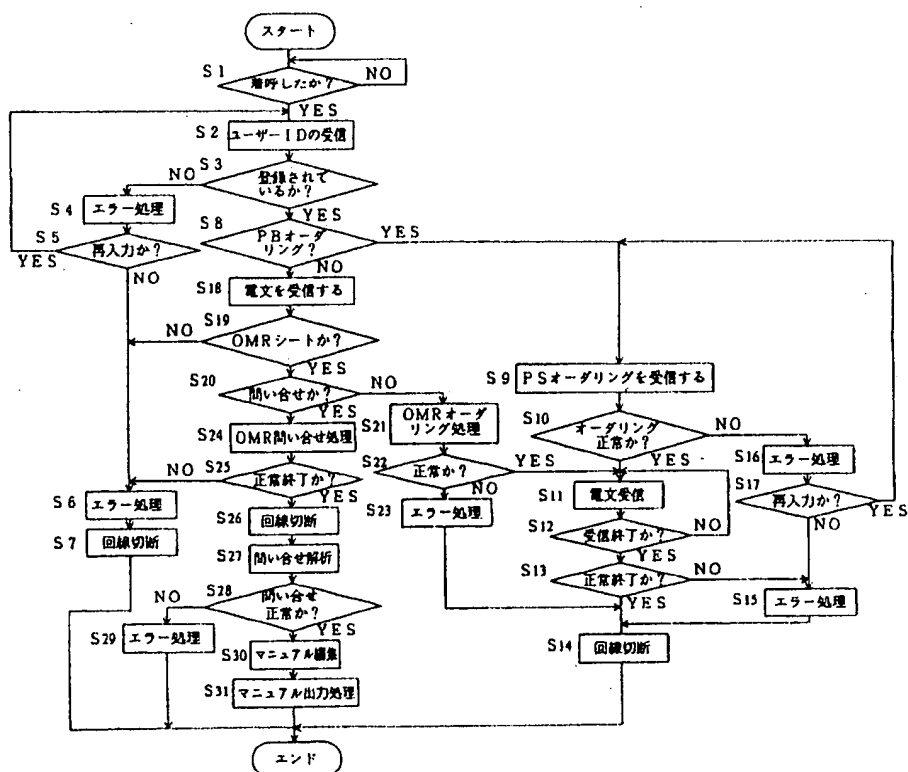 スタート
S1
着呼したか?
NO
YES
S2
ユーザーIDの受信
S3
登録されて
いるか?
NO
YES
S4
エラー処理
S5
再入力か?
YES
NO
S8
PBオーダ
リング?
YES
NO
S18
電文を受信する
S19
OMRシートか?
NO
YES
S20
問い合せか?
NO
YES
S9
PSオーダリングを受信する
S10
オーダリング
正常か?
NO
YES
S21
OMRオーダ
リング処理
S24
OMR問い合せ処理
S16
エラー処理
S25
正常終了か?
NO
YES
S22
正常か?
YES
NO
S17
再入力か?
YES
NO
S11
電文受信
S6
エラー処理
S26
回線切断
S23
エラー処理
S12
受信終了か?
NO
YES
S7
回線切断
S27
問い合せ解析
S13
正常終了か?
NO
YES
S28
問い合せ
正常か?
NO
YES
S15
エラー処理
S29
エラー処理
S30
マニュアル編集
S14
回線切断
S31
マニュアル出力処理
エンド